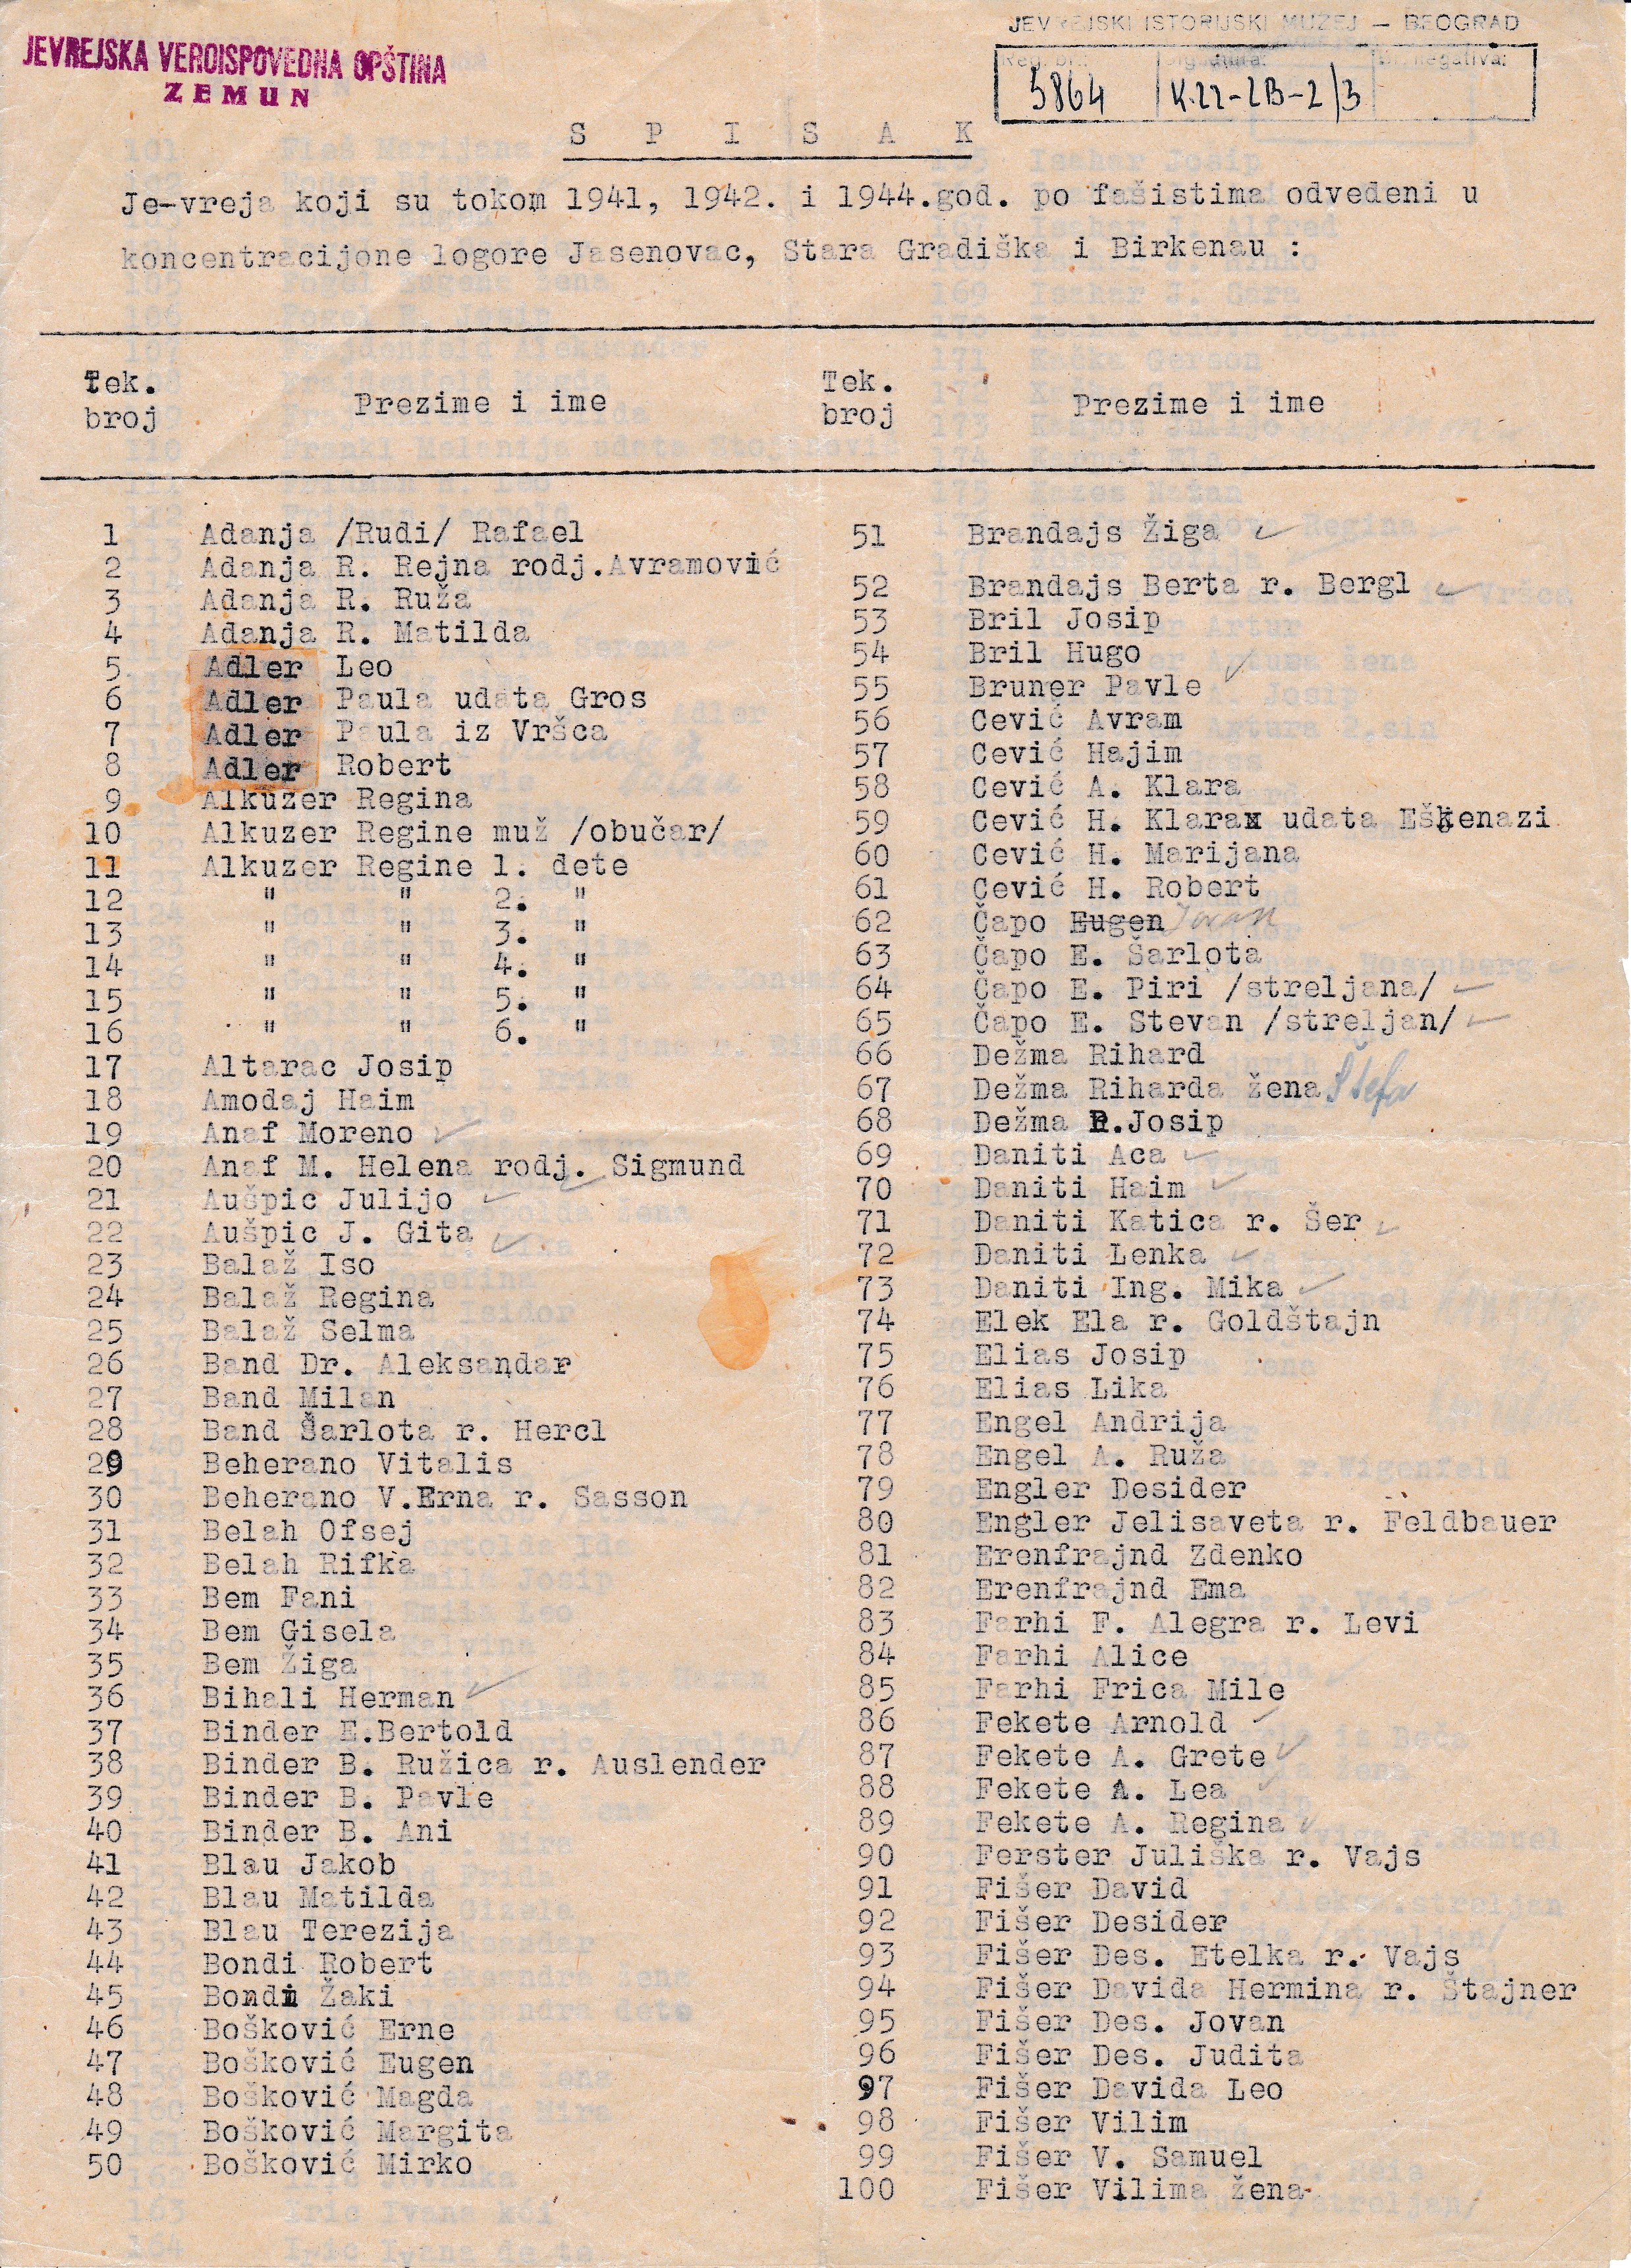 JEVREJSKA VEROISPOVEDNA OPŠTINA
ZEMUN
JEVREJSKI ISTORIJSKI MUZEJ — BEOGRAD
Reg. br.: Signatura: Br. negativa:
5864 K.22-2B-2/3
S P I S A K
Je-vreja koji su tokom 1941, 1942. i 1944.god. po fašistima odvedeni u
koncentracijone logore Jasenovac, Stara Gradiška i Birkenau :
Tek. broj
Prezime i ime
1 Adanja /Rudi/ Rafael
2 Adanja R. Rejna rodj.Avramović
3 Adanja R. Ruža
4 Adanja R. Matilda
5 Adler Leo
6 Adler Paula udata Gros
7 Adler Paula iz Vršca
8 Adler Robert
9 Alkuzer Regina
10 Alkuzer Regine muž /obučar/
11 Alkuzer Regine 1. dete
12 " " 2. "
13 " " 3. "
14 " " 4. "
15 " " 5. "
16 " " 6. "
17 Altarac Josip
18 Amodaj Haim
19 Anaf Moreno
20 Anaf M. Helena rodj. Sigmund
21 Aušpic Julijo
22 Aušpic J. Gita
23 Balaž Iso
24 Balaž Regina
25 Balaž Selma
26 Band Dr. Aleksandar
27 Band Milan
28 Band Šarlota r. Hercl
29 Beherano Vitalis
30 Beherano V.Erna r. Sasson
31 Belah Ofsej
32 Belah Rifka
33 Bem Fani
34 Bem Gisela
35 Bem Žiga
36 Bihali Herman
37 Binder E.Bertold
38 Binder B. Ružica r. Auslender
39 Binder B. Pavle
40 Binder B. Ani
41 Blau Jakob
42 Blau Matilda
43 Blau Terezija
44 Bondi Robert
45 Bondi Žaki
46 Bošković Erne
47 Bošković Eugen
48 Bošković Magda
49 Bošković Margita
50 Bošković Mirko
Tek. broj
Prezime i ime
51 Brandajs Žiga
52 Brandajs Berta r. Bergl
53 Bril Josip
54 Bril Hugo
55 Bruner Pavle
56 Cević Avram
57 Cević Hajim
58 Cević A. Klara
59 Cević H. Klarax udata Eškenazi
60 Cević H. Marijana
61 Cević H. Robert
62 Čapo Eugen Jovan
63 Čapo E. Šarlota
64 Čapo E. Piri /streljana/
65 Čapo E. Stevan /streljan/
66 Dežma Rihard
67 Dežma Riharda žena Štefa
68 Dežma R.Josip
69 Daniti Aca
70 Daniti Haim
71 Daniti Katica r. Šer
72 Daniti Lenka
73 Daniti Ing. Mika
74 Elek Ela r. Goldštajn
75 Elias Josip
76 Elias Lika
77 Engel Andrija
78 Engel A. Ruža
79 Engler Desider
80 Engler Jelisaveta r. Feldbauer
81 Erenfrajnd Zdenko
82 Erenfrajnd Ema
83 Farhi F. Alegra r. Levi
84 Farhi Alice
85 Farhi Frica Mile
86 Fekete Arnold
87 Fekete A. Grete
88 Fekete A. Lea
89 Fekete A. Regina
90 Ferster Juliška r. Vajs
91 Fišer David
92 Fišer Desider
93 Fišer Des. Etelka r. Vajs
94 Fišer Davida Hermina r. Štajner
95 Fišer Des. Jovan
96 Fišer Des. Judita
97 Fišer Davida Leo
98 Fišer Vilim
99 Fišer V. Samuel
100 Fišer Vilima žena